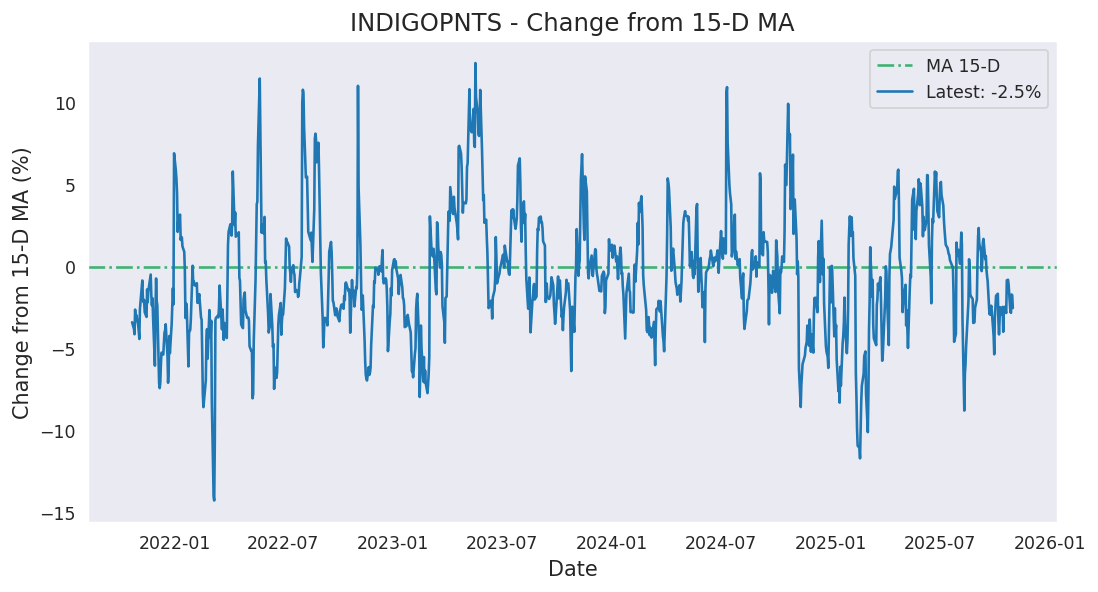 INDIGOPNTS - Change from 15-D MA
MA 15-D
Latest: -2.5%
Change from 15-D MA (%)
10
5
0
−5
−10
−15
2022-01 2022-07 2023-01 2023-07 2024-01 2024-07 2025-01 2025-07 2026-01
Date